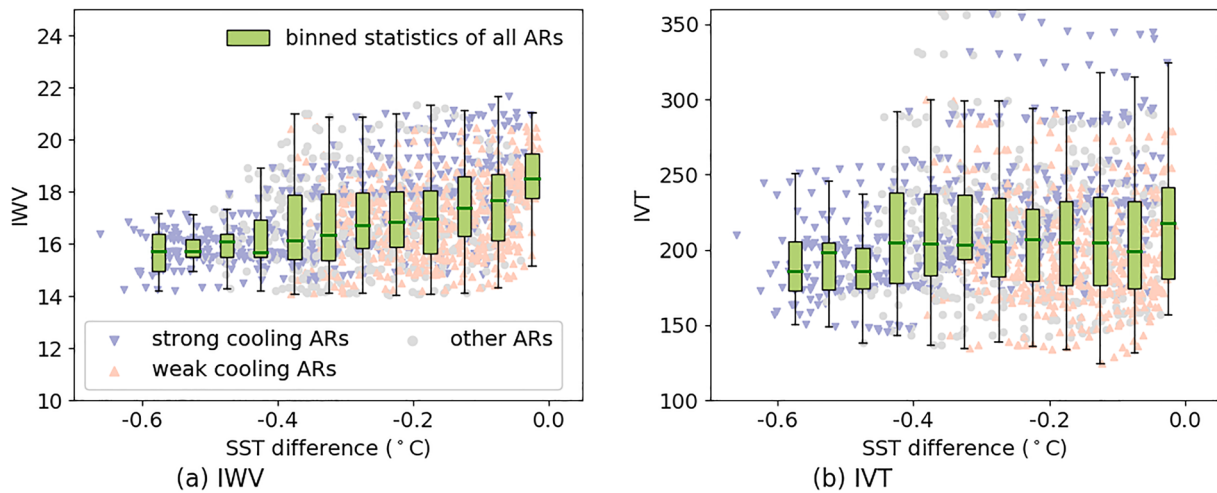 24
22
20
18
16
14
12
10
IWV
binned statistics of all ARs
strong cooling ARs
other ARs
weak cooling ARs
-0.6 -0.4 -0.2 0.0
SST difference (°C)
(a) IWV
350
300
250
200
150
100
IVT
-0.6 -0.4 -0.2 0.0
SST difference (°C)
(b) IVT